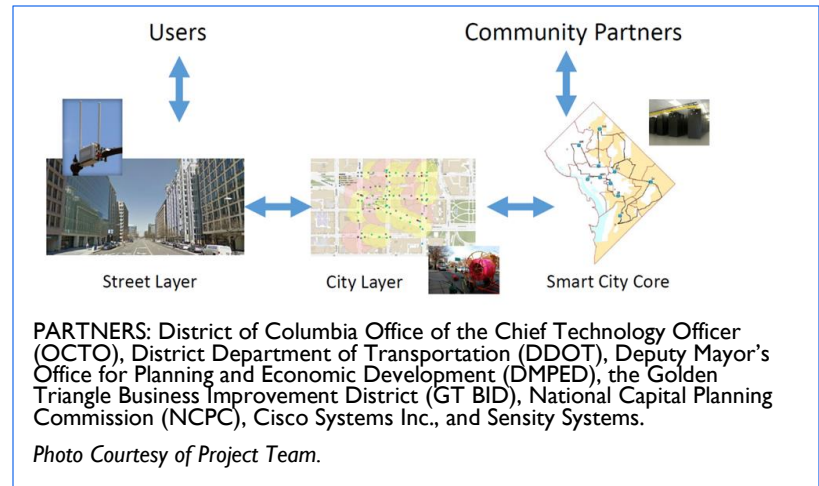 Users
Community Partners
Street Layer
City Layer
Smart City Core
PARTNERS: District of Columbia Office of the Chief Technology Officer
(OCTO), District Department of Transportation (DDOT), Deputy Mayor’s
Office for Planning and Economic Development (DMPED), the Golden
Triangle Business Improvement District (GT BID), National Capital Planning
Commission (NCPC), Cisco Systems Inc., and Sensity Systems.
Photo Courtesy of Project Team.